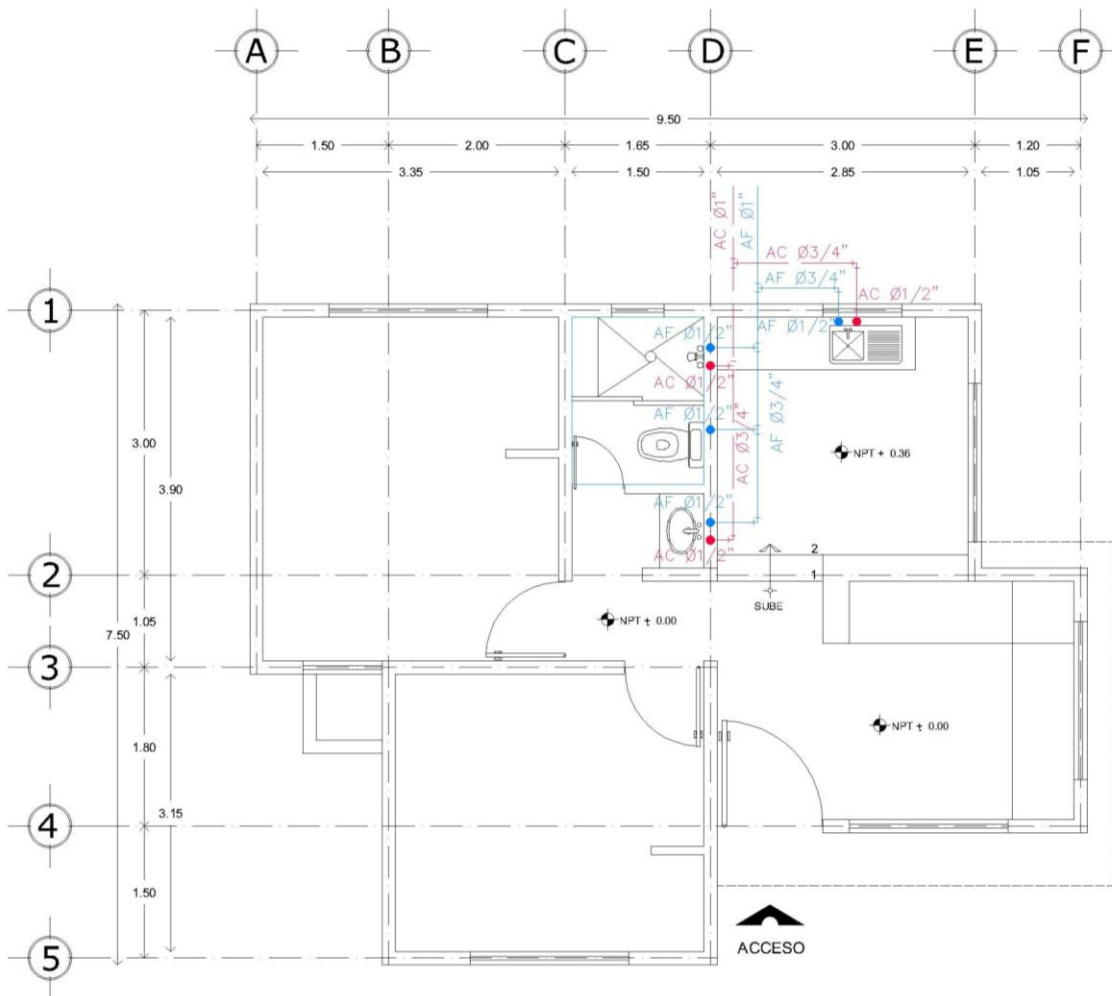 A B C D E F
9.50
1.50 2.00 1.65 3.00 1.20
3.35 1.50 2.85 1.05
AC Ø1"
AF Ø1"
AC Ø3/4"
AF Ø3/4"
AC Ø1/2"
1
AF Ø1/2"
AF Ø1/2"
AC Ø1/2"
AF Ø1/2"
AC Ø3/4"
AF Ø3/4"
3.00
NPT + 0.36
3.90
AF Ø1/2"
AC Ø1/2"
2
2
1
SUBE
1.05
NPT ± 0.00
7.50
3
NPT ± 0.00
1.80
3.15
4
1.50
ACCESO
5